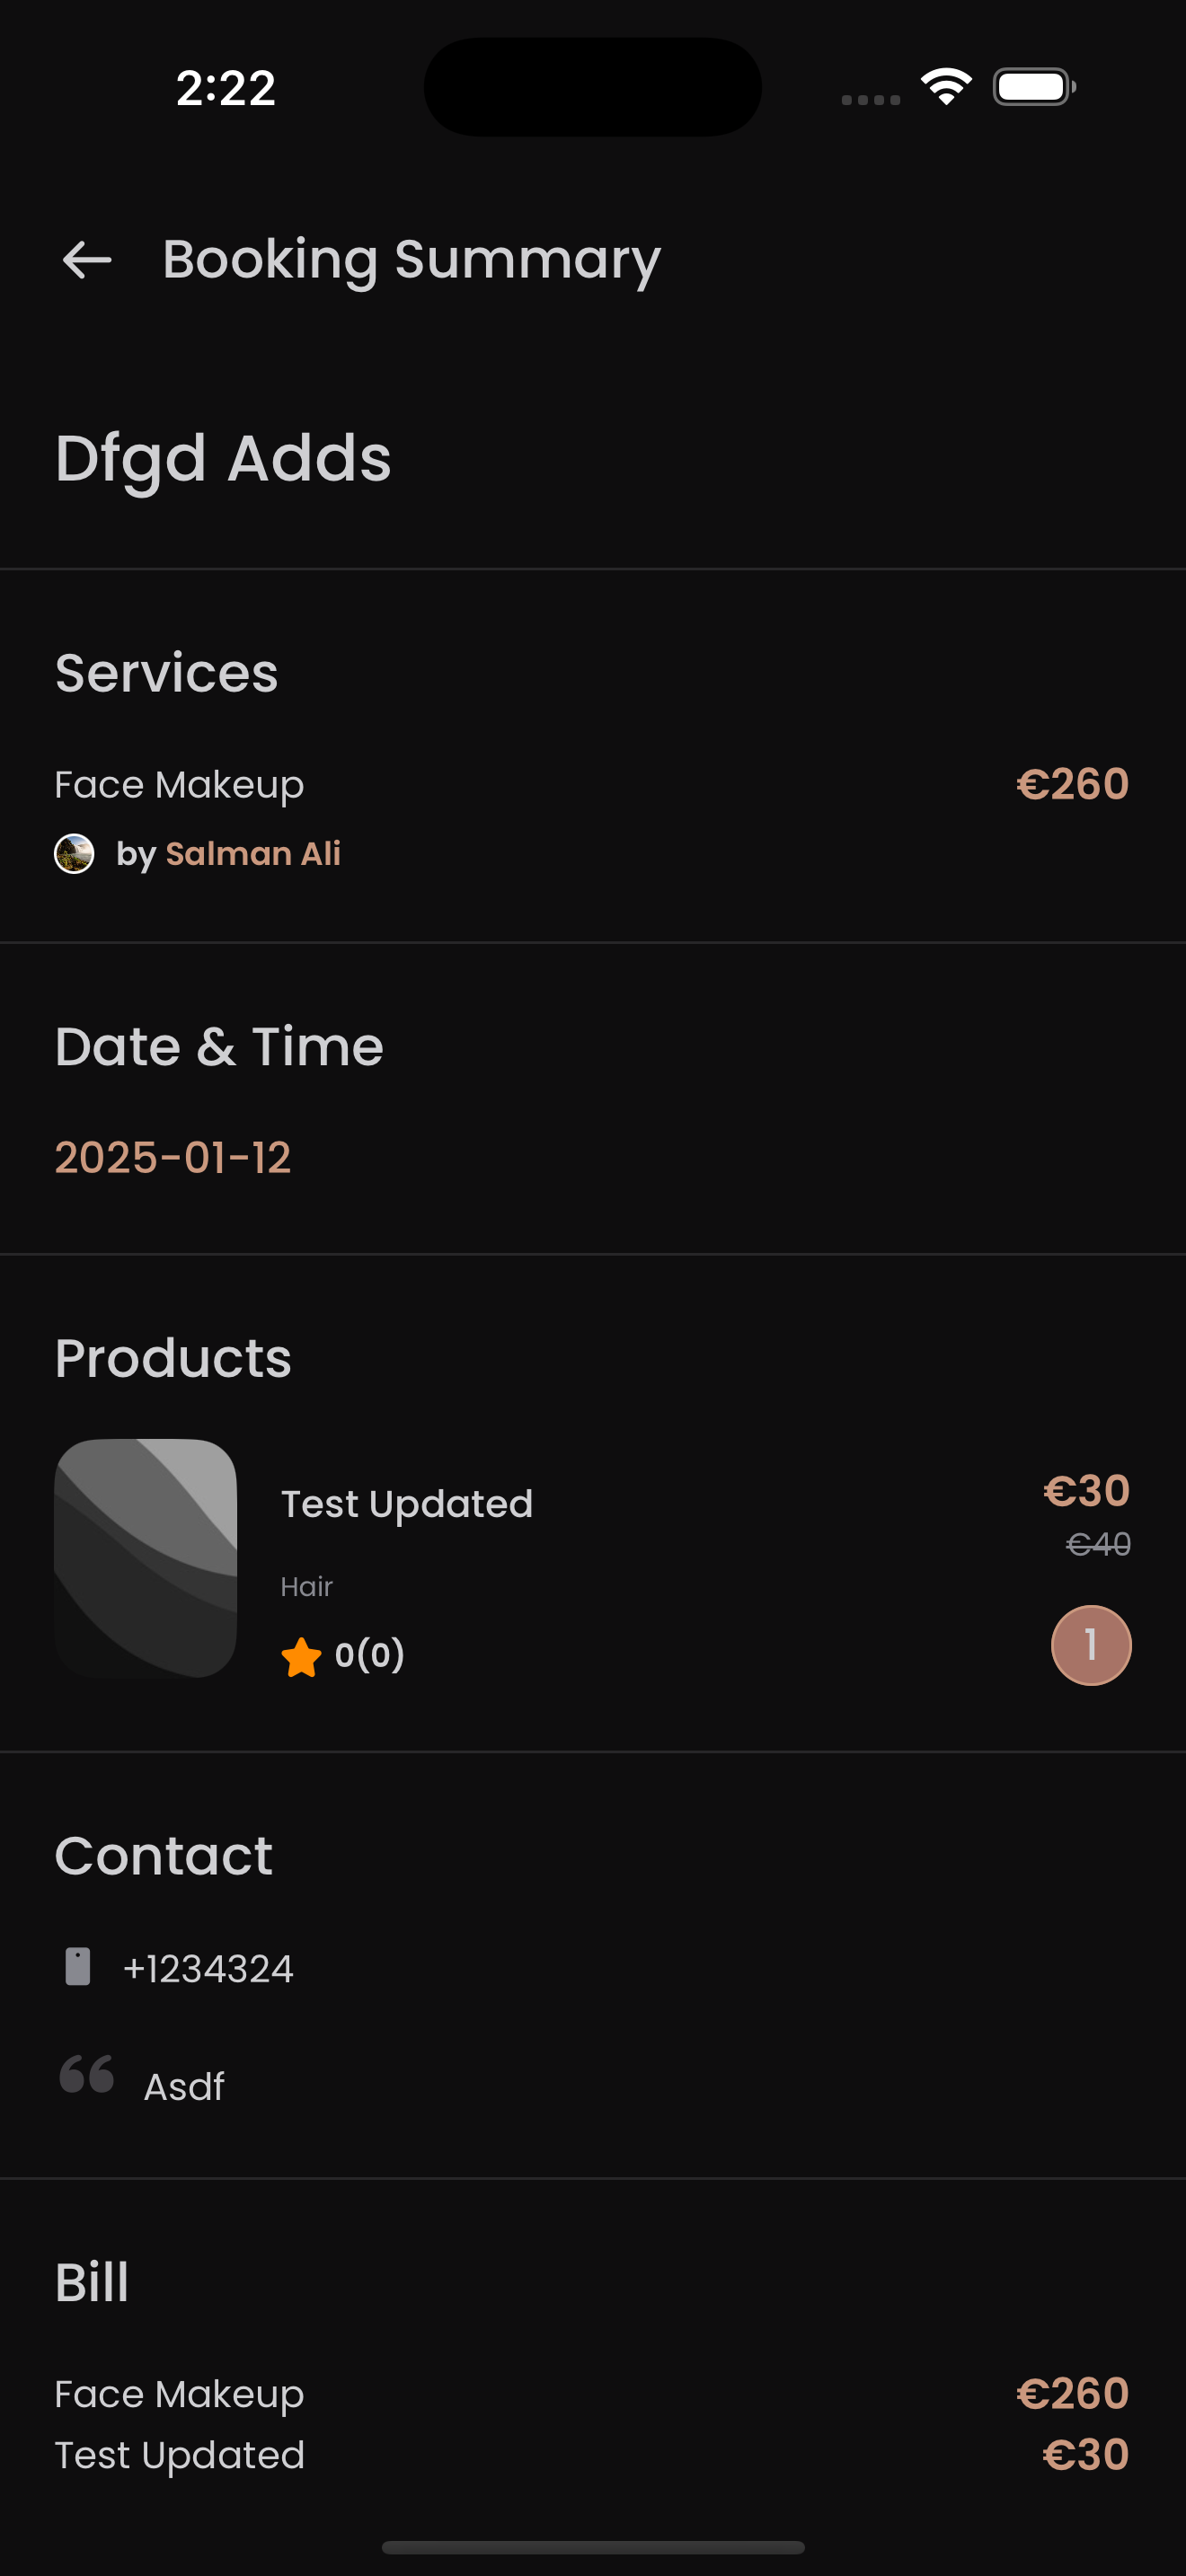 2:22
Booking Summary
Dfgd Adds
Services
Face Makeup €260
by Salman Ali
Date & Time
2025-01-12
Products
Test Updated €30
€40
Hair
0(0) 1
Contact
+1234324
Asdf
Bill
Face Makeup €260
Test Updated €30